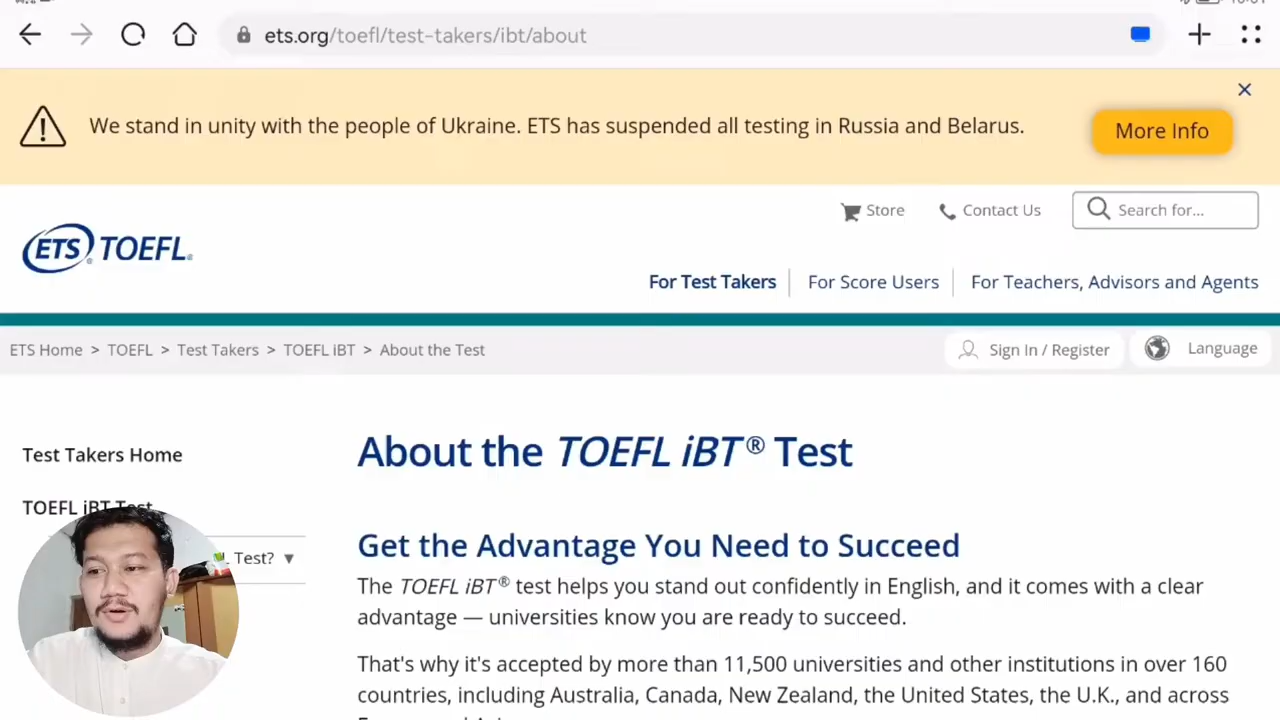 ets.org/toefl/test-takers/ibt/about
We stand in unity with the people of Ukraine. ETS has suspended all testing in Russia and Belarus.
More Info
Store
Contact Us
Search for...
ETS® TOEFL®
For Test Takers
For Score Users
For Teachers, Advisors and Agents
ETS Home > TOEFL > Test Takers > TOEFL iBT > About the Test
Sign In / Register
Language
Test Takers Home
About the TOEFL iBT® Test
TOEFL iBT Test
Test?
Get the Advantage You Need to Succeed
The TOEFL iBT® test helps you stand out confidently in English, and it comes with a clear
advantage — universities know you are ready to succeed.
That's why it's accepted by more than 11,500 universities and other institutions in over 160
countries, including Australia, Canada, New Zealand, the United States, the U.K., and across